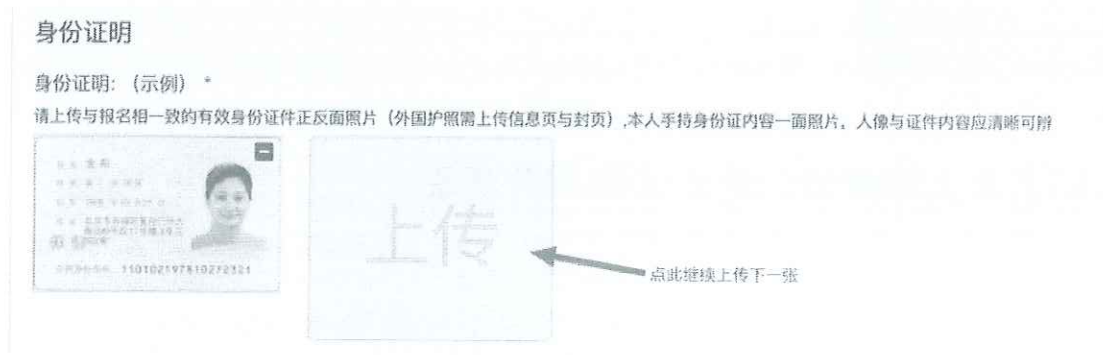 身份证明
身份证明：（示例） *
请上传与报名相一致的有效身份证件正反面照片（外国护照需上传信息页与封页）,本人手持身份证内容一面照片，人像与证件内容应清晰可辨
上传
点此继续上传下一张